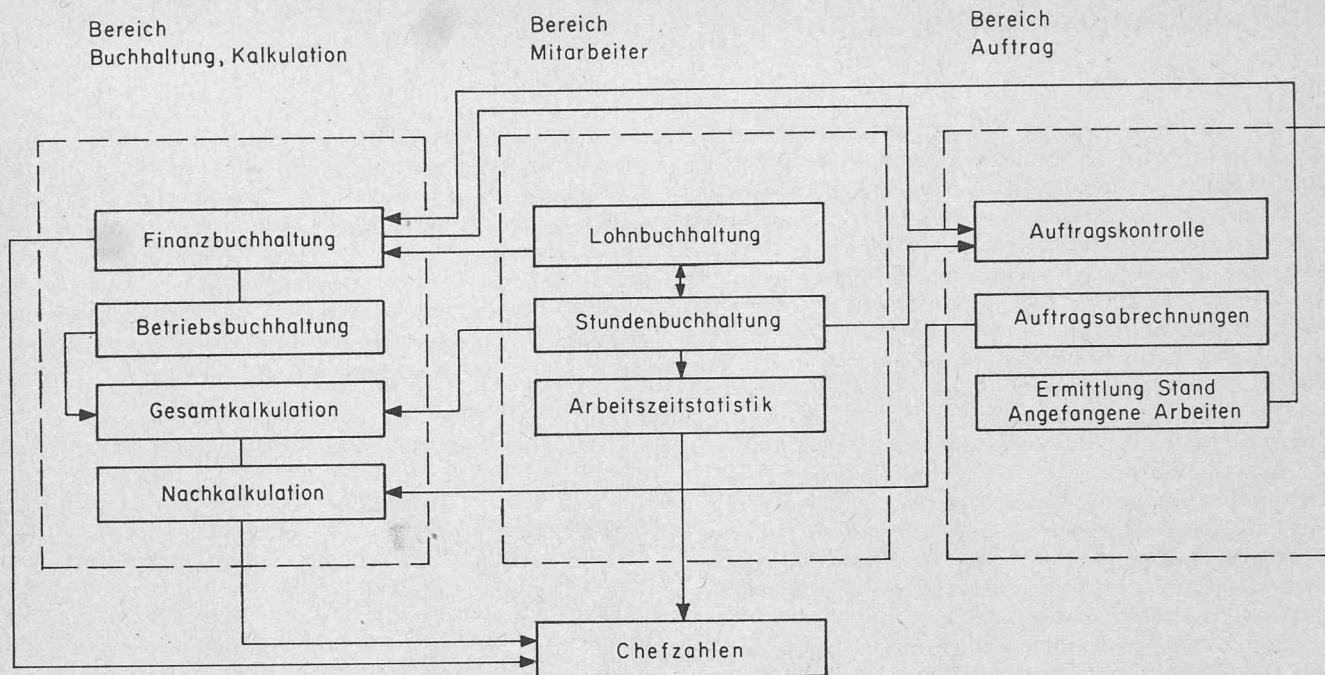 Bereich
Buchhaltung, Kalkulation
Bereich
Mitarbeiter
Bereich
Auftrag
Finanzbuchhaltung
Betriebsbuchhaltung
Gesamtkalkulation
Nachkalkulation
Lohnbuchhaltung
Stundenbuchhaltung
Arbeitszeitstatistik
Auftragskontrolle
Auftragsabrechnungen
Ermittlung Stand
Angefangene Arbeiten
Chefzahlen